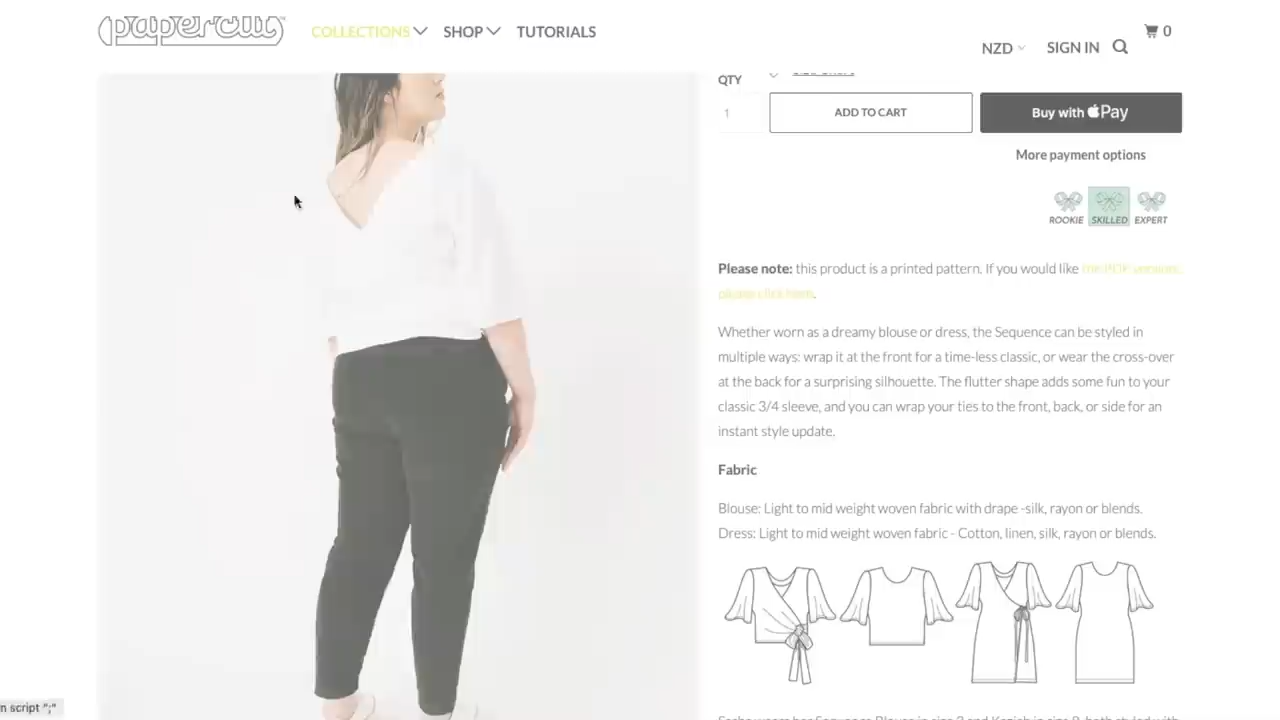 papercut
COLLECTIONS SHOP TUTORIALS
NZD SIGN IN 0
QTY
1 ADD TO CART Buy with Pay
More payment options
ROOKIE SKILLED EXPERT
Please note: this product is a printed pattern. If you would like the PDF version,
please click here.
Whether worn as a dreamy blouse or dress, the Sequence can be styled in
multiple ways: wrap it at the front for a time-less classic, or wear the cross-over
at the back for a surprising silhouette. The flutter shape adds some fun to your
classic 3/4 sleeve, and you can wrap your ties to the front, back, or side for an
instant style update.
Fabric
Blouse: Light to mid weight woven fabric with drape -silk, rayon or blends.
Dress: Light to mid weight woven fabric - Cotton, linen, silk, rayon or blends.
n script ";"